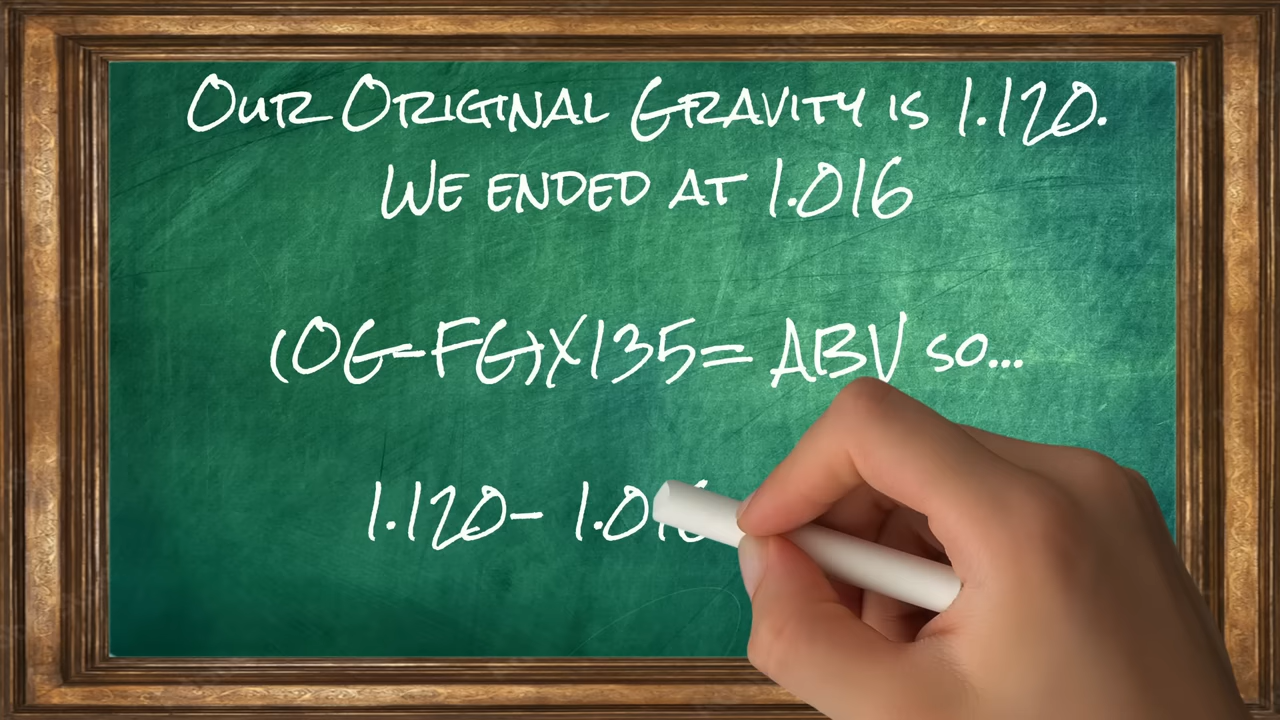 Our Original Gravity is 1.120.
We ended at 1.016
(OG-FG)X135= ABV so...
1.120- 1.016